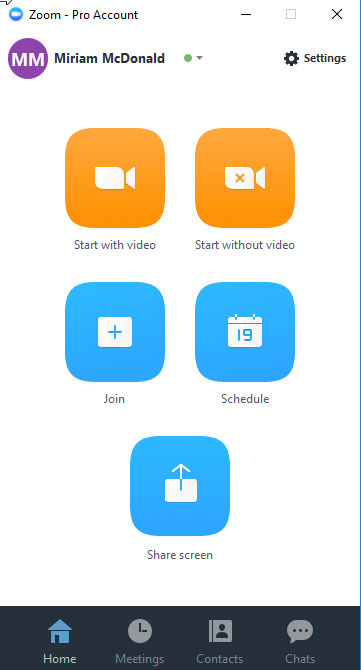 Zoom - Pro Account
MM Miriam McDonald Settings
Start with video Start without video
19
Join Schedule
Share screen
Home Meetings Contacts Chats